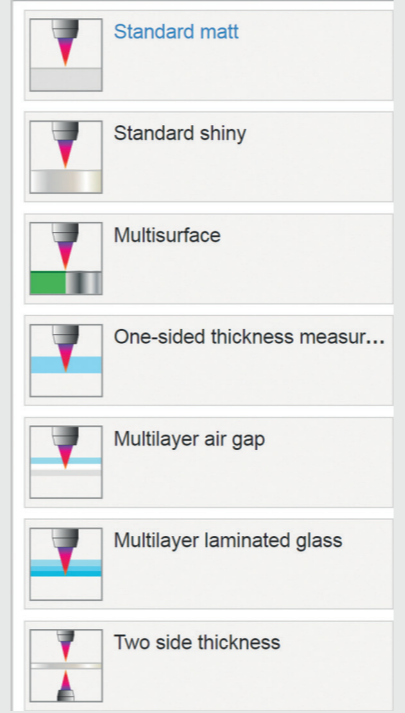 Standard matt
Standard shiny
Multisurface
One-sided thickness measur...
Multilayer air gap
Multilayer laminated glass
Two side thickness